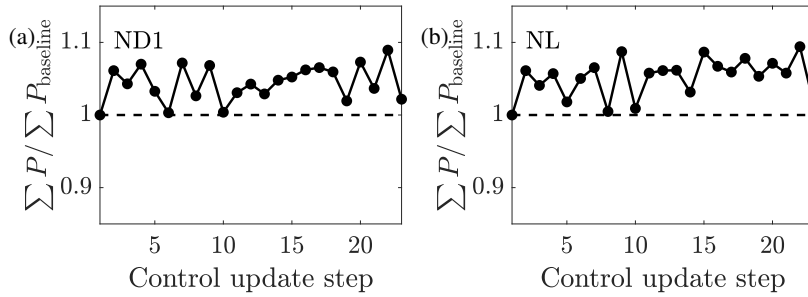 (a)
ND1
1.1
1
0.9
∑ P / ∑ P_baseline
5 10 15 20
Control update step
(b)
NL
1.1
1
0.9
∑ P / ∑ P_baseline
5 10 15 20
Control update step